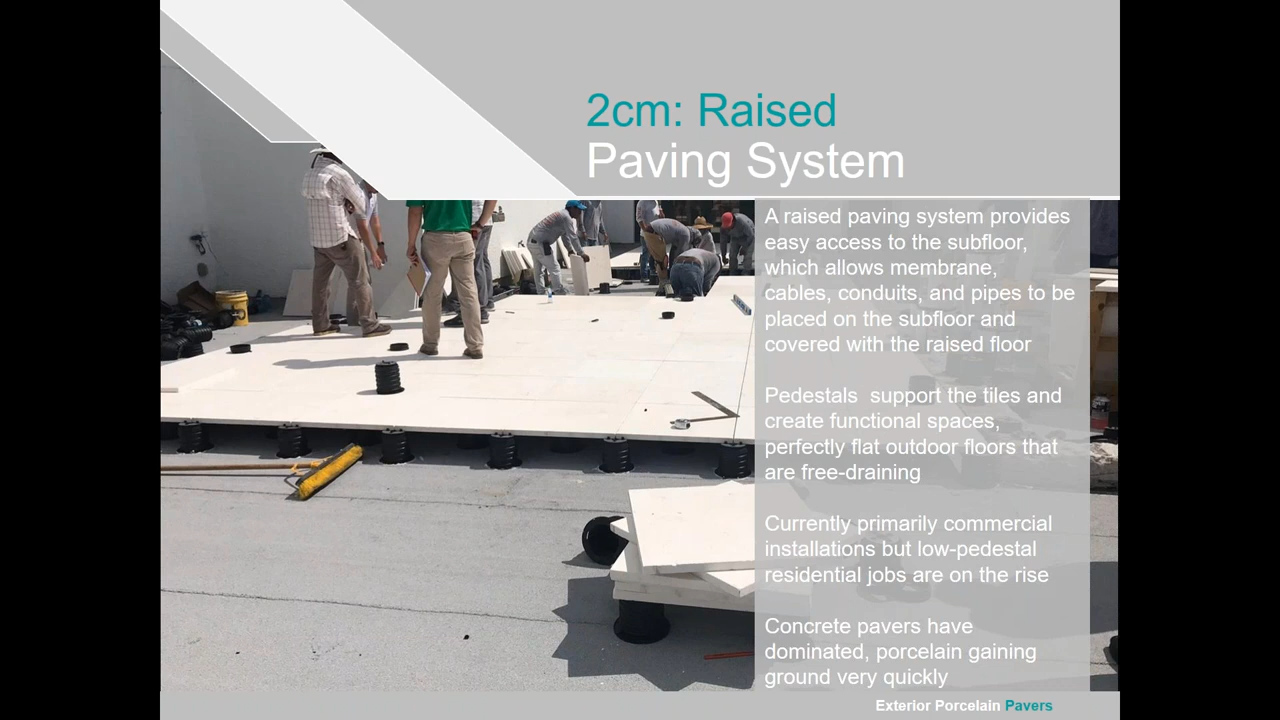 2cm: Raised
Paving System
A raised paving system provides
easy access to the subfloor,
which allows membrane,
cables, conduits, and pipes to be
placed on the subfloor and
covered with the raised floor
Pedestals  support the tiles and
create functional spaces,
perfectly flat outdoor floors that
are free-draining
Currently primarily commercial
installations but low-pedestal
residential jobs are on the rise
Concrete pavers have
dominated, porcelain gaining
ground very quickly
Exterior Porcelain Pavers